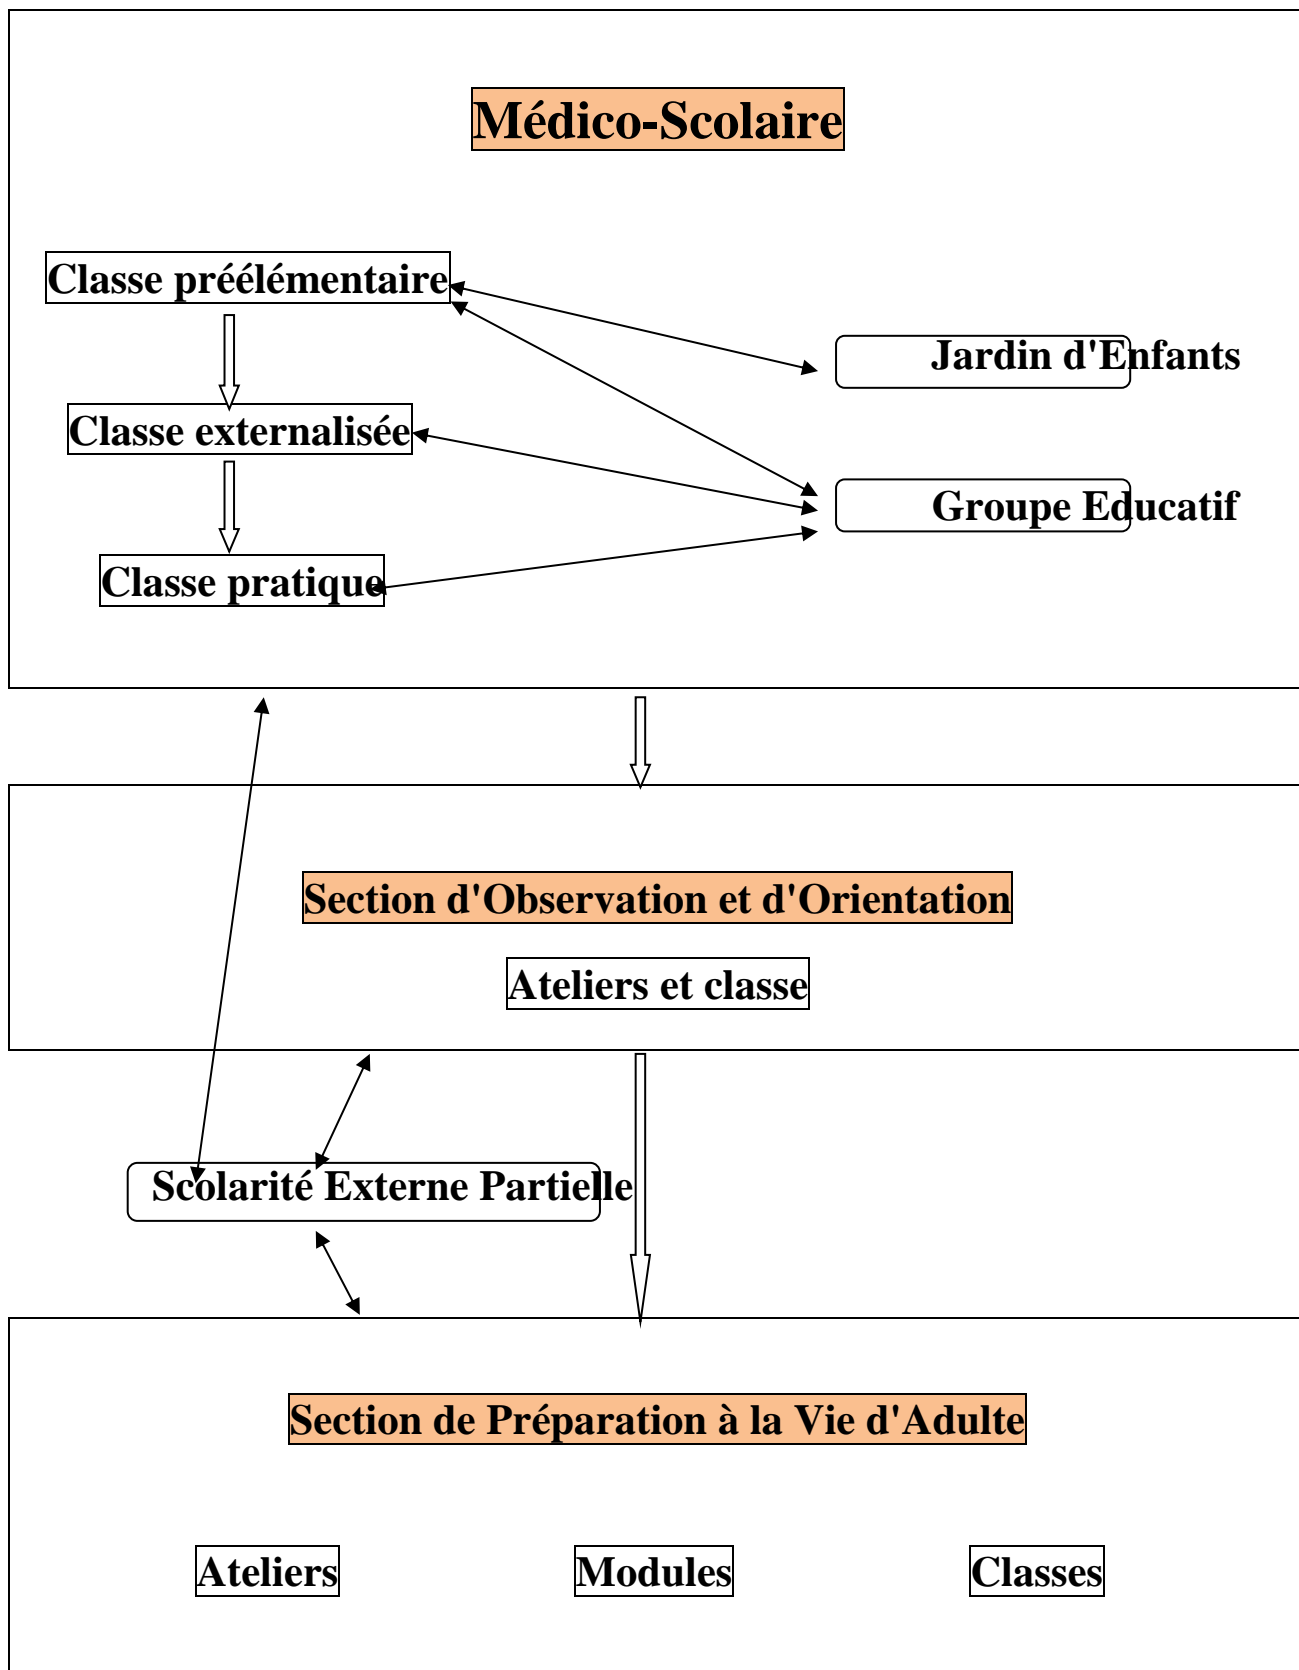 Médico-Scolaire
Classe préélémentaire
Jardin d'Enfants
Classe externalisée
Groupe Educatif
Classe pratique
Section d'Observation et d'Orientation
Ateliers et classe
Scolarité Externe Partielle
Section de Préparation à la Vie d'Adulte
Ateliers
Modules
Classes